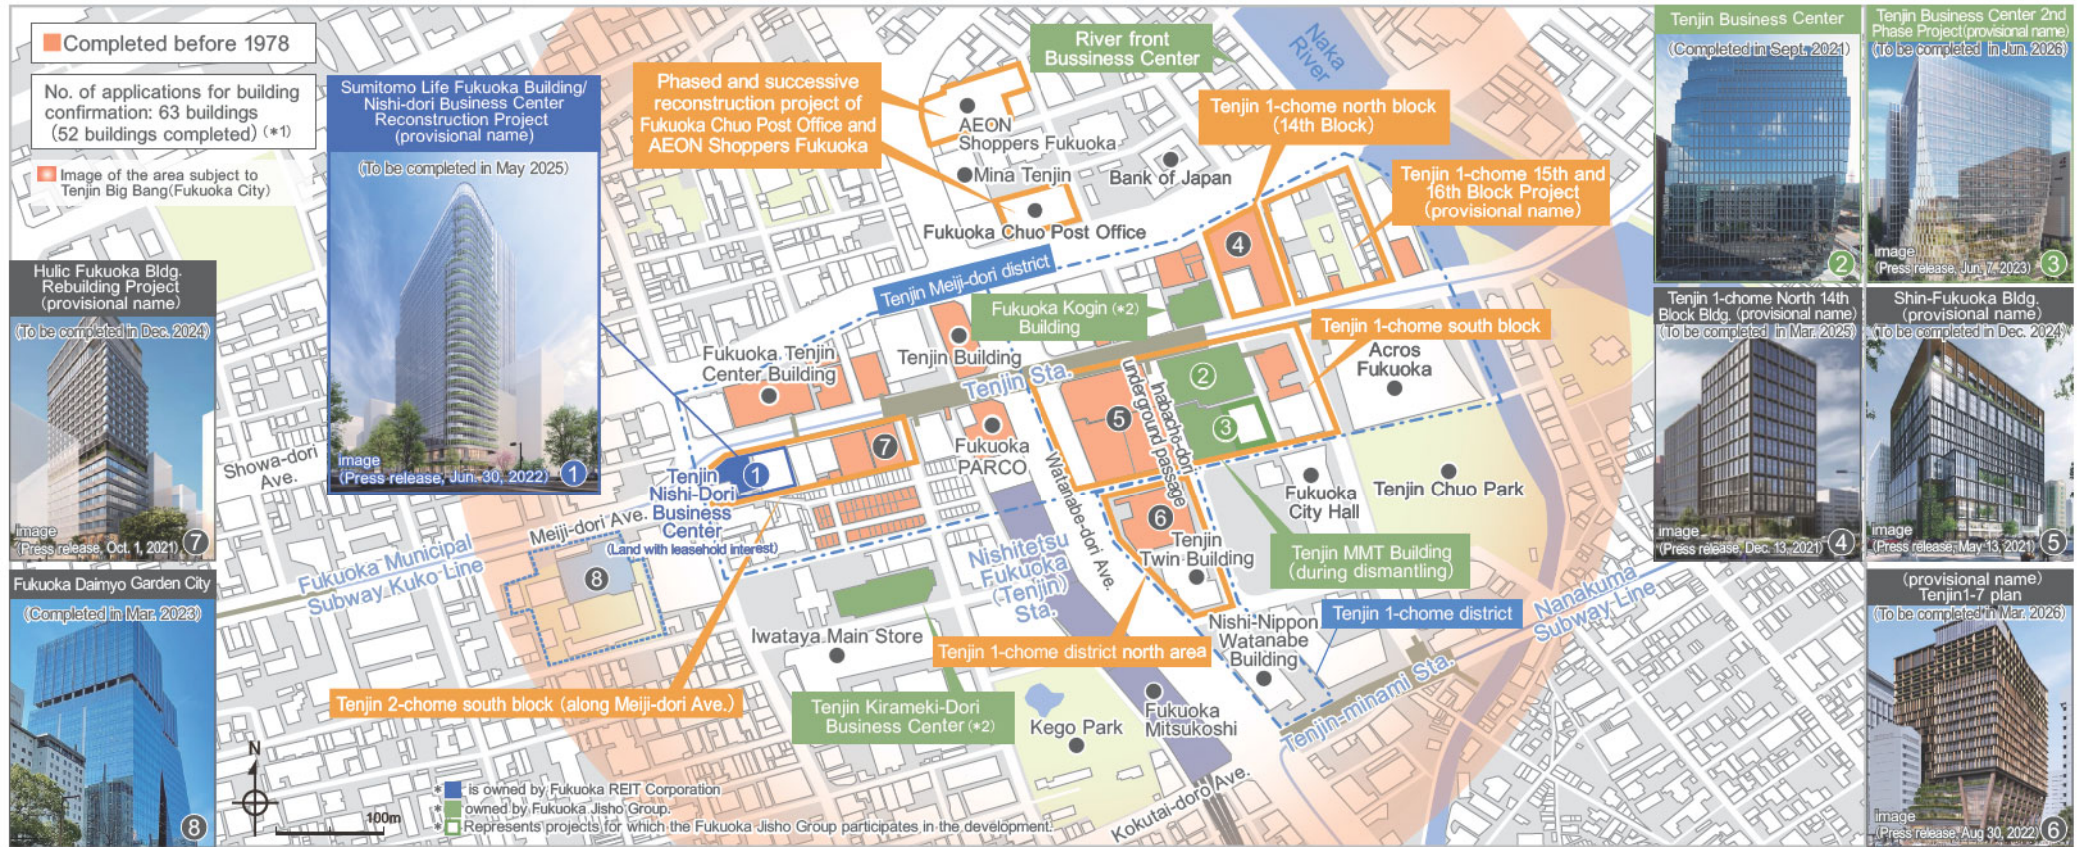 Completed before 1978
No. of applications for building
confirmation: 63 buildings
(52 buildings completed) (*1)
Image of the area subject to
Tenjin Big Bang(Fukuoka City)
Sumitomo Life Fukuoka Building/
Nishi-dori Business Center
Reconstruction Project
(provisional name)
(To be completed in May 2025)
image
(Press release, Jun. 30, 2022)
1
Hulic Fukuoka Bldg.
Rebuilding Project
(provisional name)
(To be completed in Dec. 2024)
image
(Press release, Oct. 1, 2021)
7
Fukuoka Daimyo Garden City
(Completed in Mar. 2023)
8
Phased and successive
reconstruction project of
Fukuoka Chuo Post Office and
AEON Shoppers Fukuoka
River front
Bussiness Center
Naka
River
AEON
Shoppers Fukuoka
Mina Tenjin
Bank of Japan
Fukuoka Chuo Post Office
Tenjin 1-chome north block
(14th Block)
Tenjin 1-chome 15th and
16th Block Project
(provisional name)
4
Tenjin Meiji-dori district
Fukuoka Kogin (*2)
Building
Tenjin 1-chome south block
Fukuoka Tenjin
Center Building
Tenjin Building
Tenjin Sta.
Acros
Fukuoka
2
3
5
Inabacho-dori
underground passage
7
1
Fukuoka
PARCO
Watanabe-dori Ave.
Showa-dori
Ave.
Tenjin
Nishi-Dori
Business
Center
(Land with leasehold interest)
Meiji-dori Ave.
Fukuoka Municipal
Subway Kuko Line
8
6
Tenjin
Twin Building
Fukuoka
City Hall
Tenjin Chuo Park
Tenjin MMT Building
(during dismantling)
Nishitetsu
Fukuoka
(Tenjin)
Sta.
Iwataya Main Store
Tenjin 1-chome district north area
Nishi-Nippon
Watanabe
Building
Tenjin 1-chome district
Nanakuma
Subway Line
Tenjin-minami Sta.
Tenjin 2-chome south block (along Meiji-dori Ave.)
Tenjin Kirameki-Dori
Business Center (*2)
Kego Park
Fukuoka
Mitsukoshi
Kokutai-doro Ave.
N
100m
* is owned by Fukuoka REIT Corporation
* owned by Fukuoka Jisho Group.
* Represents projects for which the Fukuoka Jisho Group participates in the development.
Tenjin Business Center
(Completed in Sept. 2021)
2
Tenjin Business Center 2nd
Phase Project(provisional name)
(To be completed in Jun. 2026)
image
(Press release, Jun. 7, 2023)
3
Tenjin 1-chome North 14th
Block Bldg. (provisional name)
(To be completed in Mar. 2025)
image
(Press release, Dec. 13, 2021)
4
Shin-Fukuoka Bldg.
(provisional name)
(To be completed in Dec. 2024)
image
(Press release, May 13, 2021)
5
(provisional name)
Tenjin1-7 plan
(To be completed in Mar. 2026)
image
(Press release, Aug 30, 2022)
6